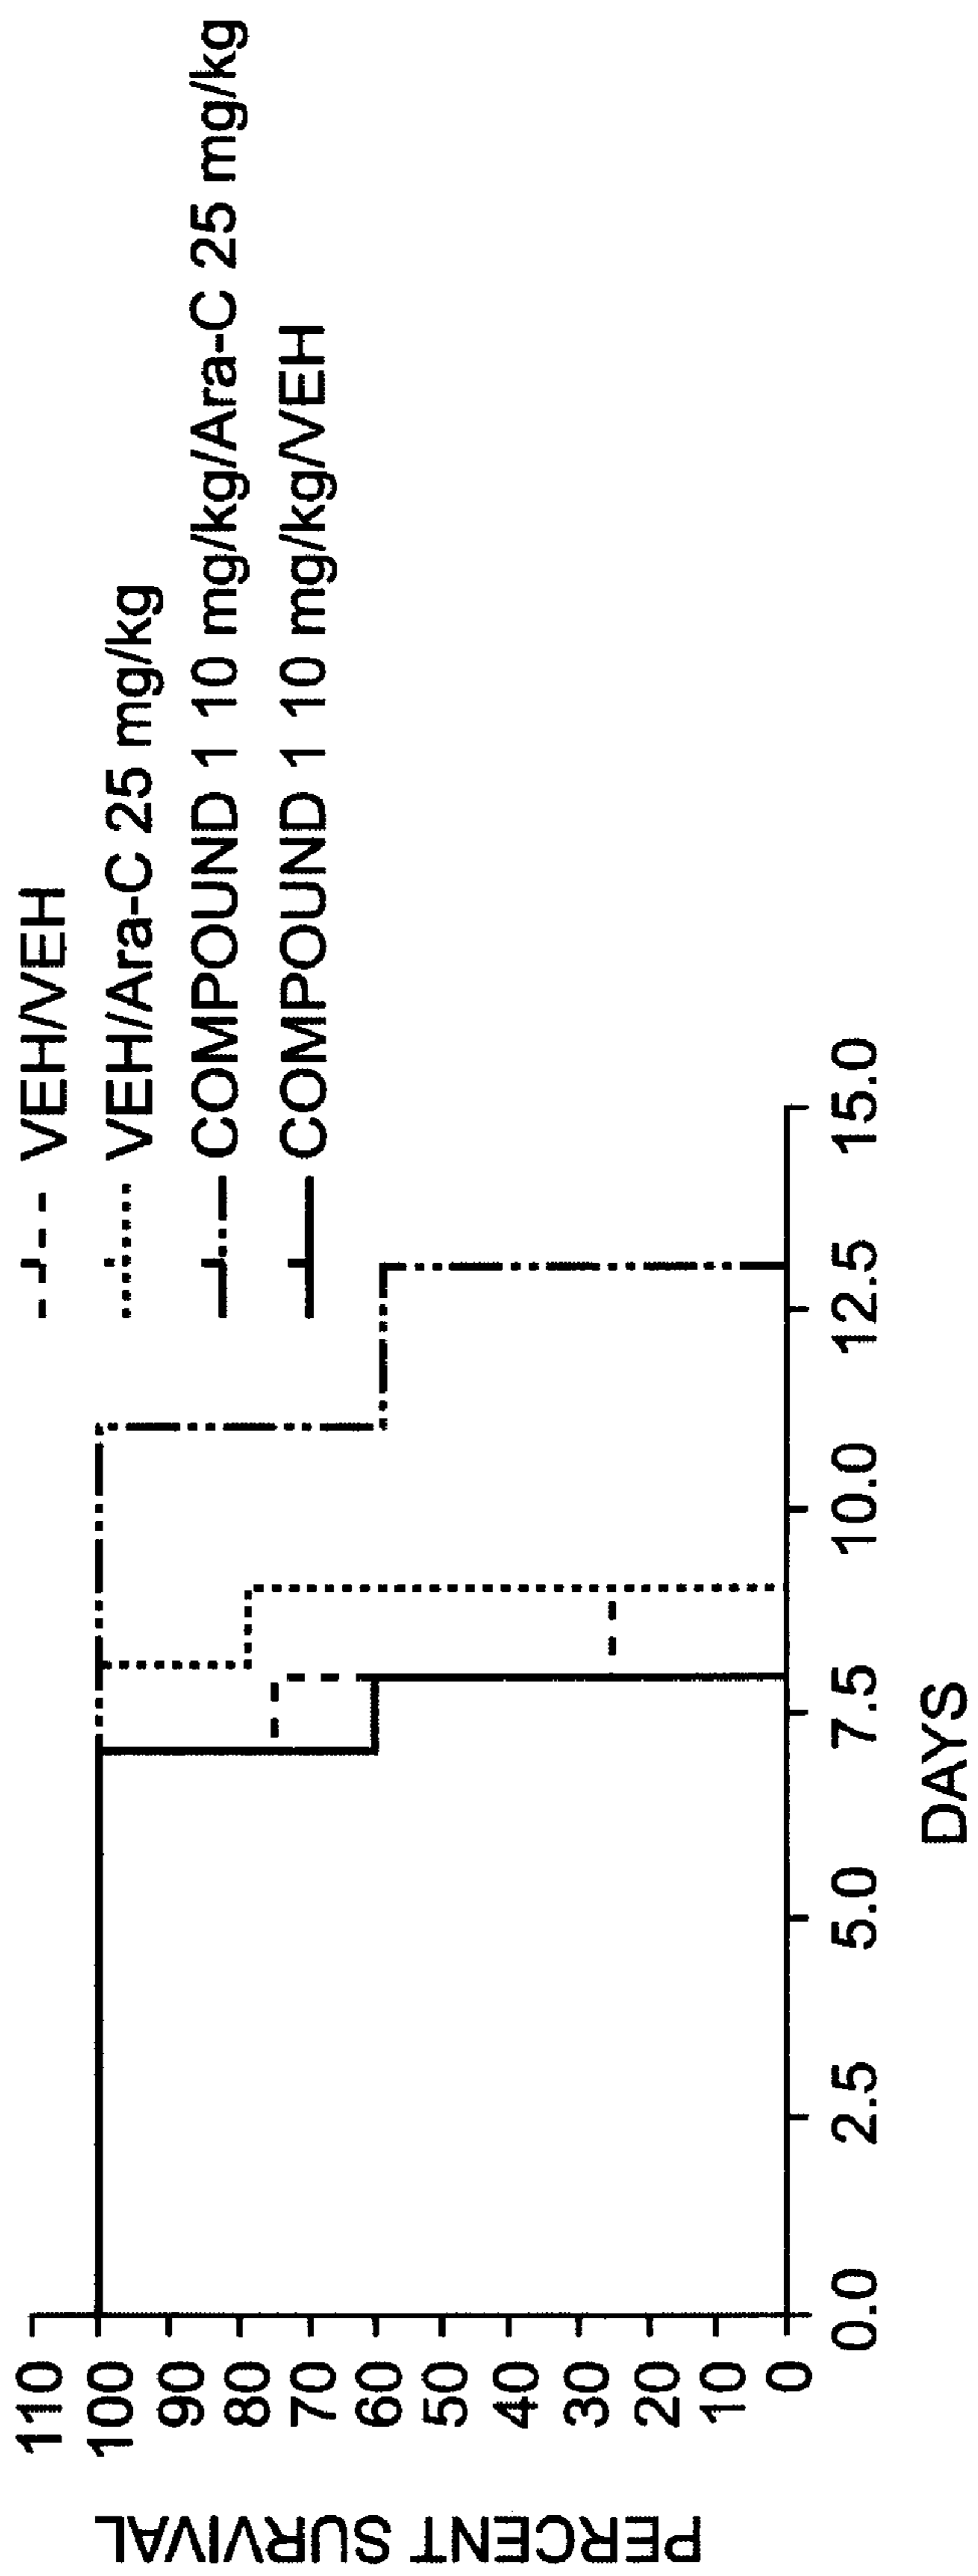 VEH/VEH
VEH/Ara-C 25 mg/kg
COMPOUND 1 10 mg/kg/Ara-C 25 mg/kg
COMPOUND 1 10 mg/kg/VEH
PERCENT SURVIVAL
110
100
90
80
70
60
50
40
30
20
10
0
0.0 2.5 5.0 7.5 10.0 12.5 15.0
DAYS